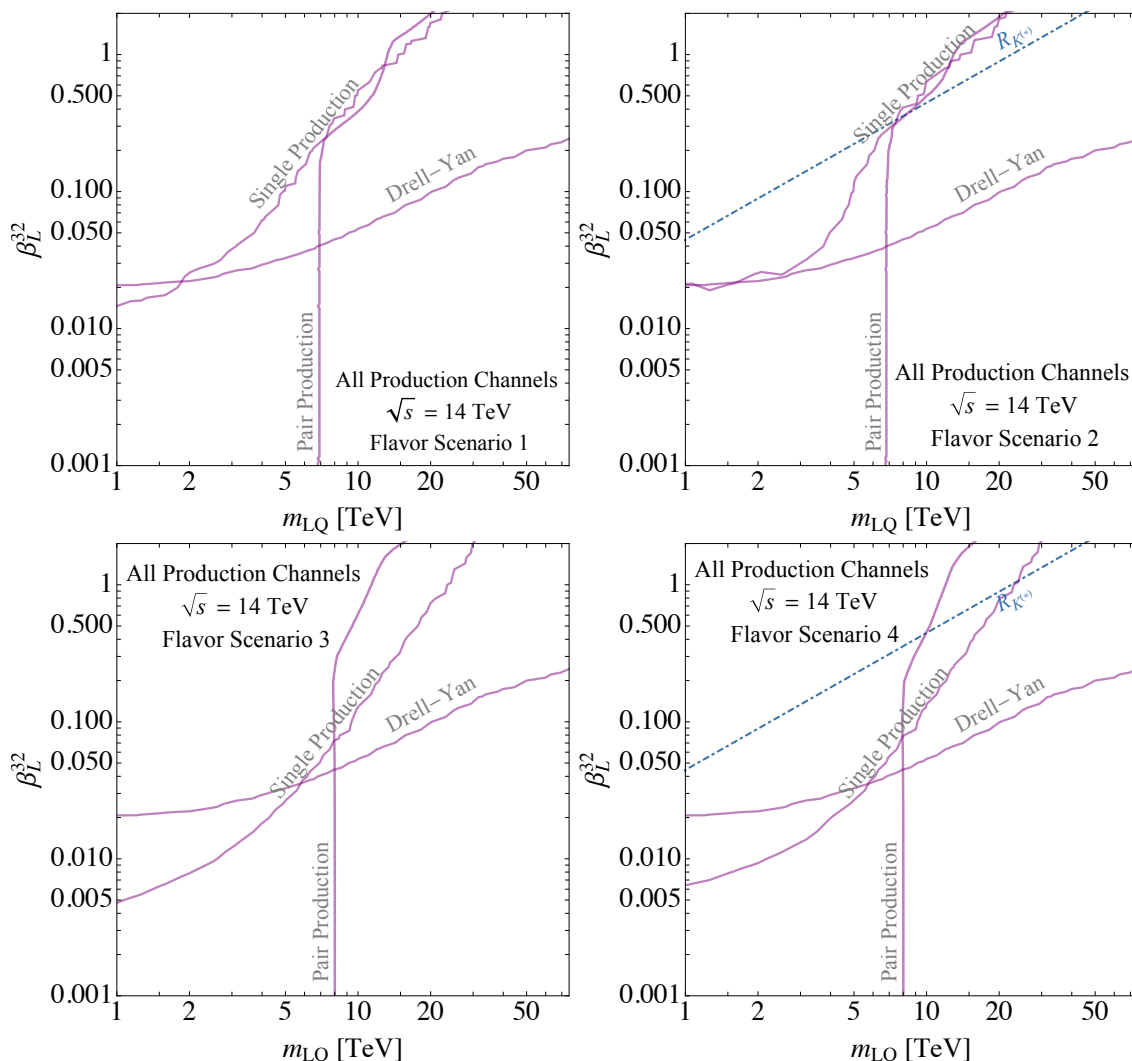 1
0.500
0.100
0.050
0.010
0.005
0.001
β_L^32
Single Production
Drell−Yan
Pair Production
All Production Channels
√s = 14 TeV
Flavor Scenario 1
1 2 5 10 20 50
m_LQ [TeV]
1
0.500
0.100
0.050
0.010
0.005
0.001
β_L^32
Single Production
R_K^(*)
Drell−Yan
Pair Production
All Production Channels
√s = 14 TeV
Flavor Scenario 2
1 2 5 10 20 50
m_LQ [TeV]
1
0.500
0.100
0.050
0.010
0.005
0.001
β_L^32
All Production Channels
√s = 14 TeV
Flavor Scenario 3
Single Production
Drell−Yan
Pair Production
1 2 5 10 20 50
m_LQ [TeV]
1
0.500
0.100
0.050
0.010
0.005
0.001
β_L^32
All Production Channels
√s = 14 TeV
Flavor Scenario 4
R_K^(*)
Single Production
Drell−Yan
Pair Production
1 2 5 10 20 50
m_LQ [TeV]